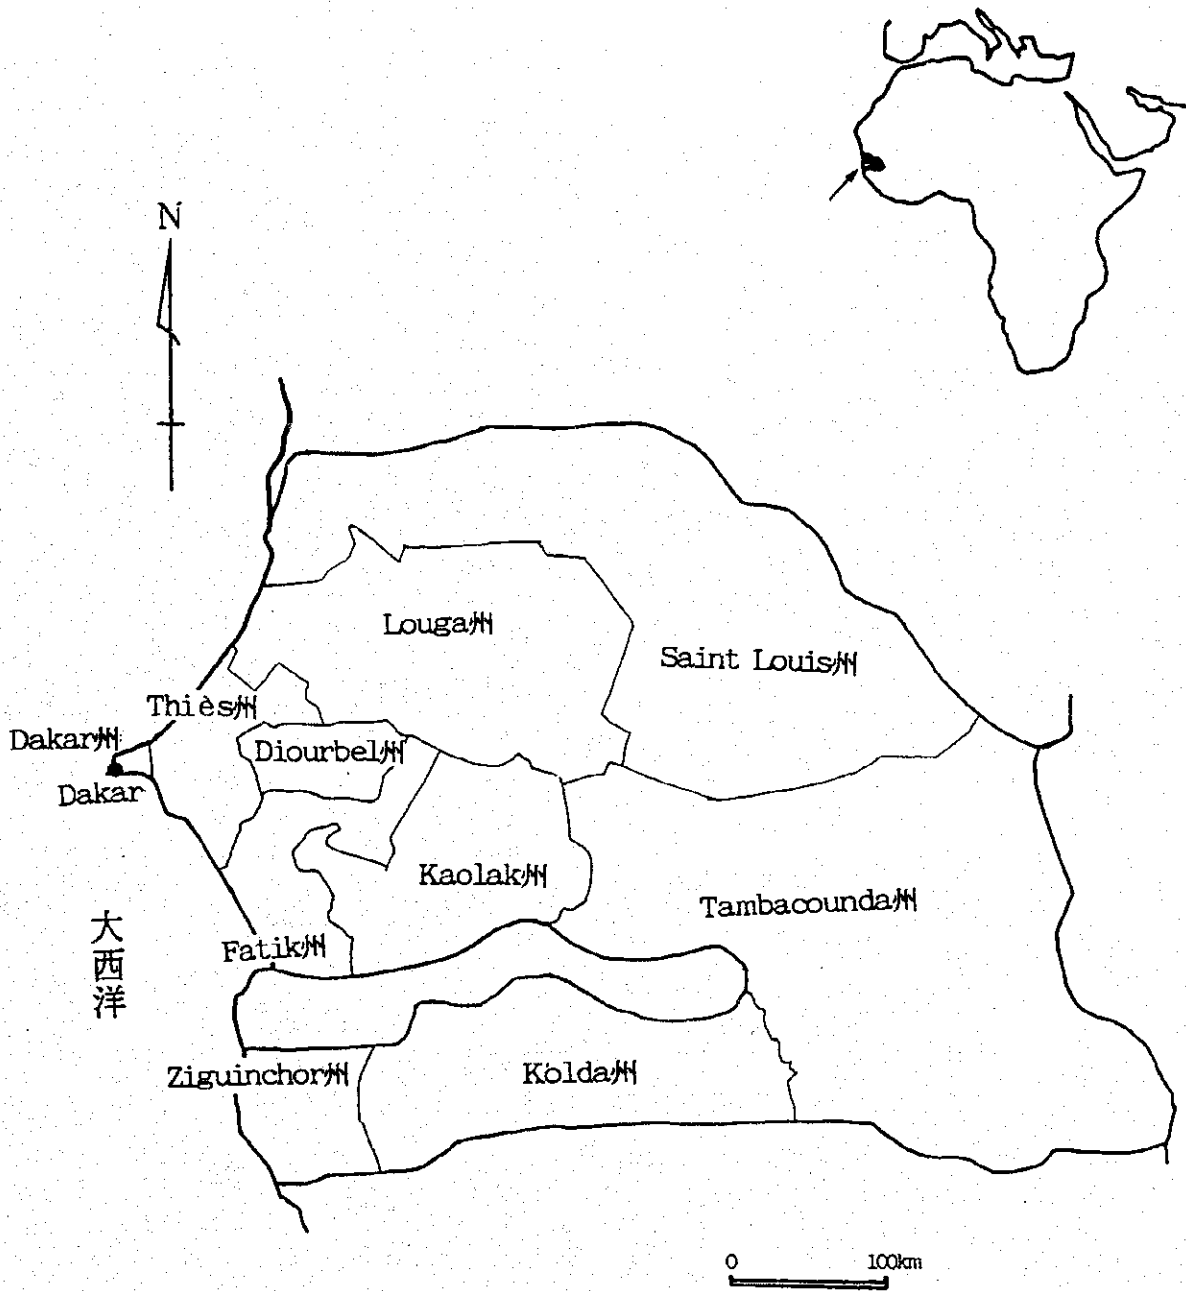 N
Louga州
Saint Louis州
Thiès州
Dakar州
Diourbel州
Dakar
Kaolak州
Tambacounda州
大西洋
Fatik州
Ziguinchor州
Kolda州
0 100km